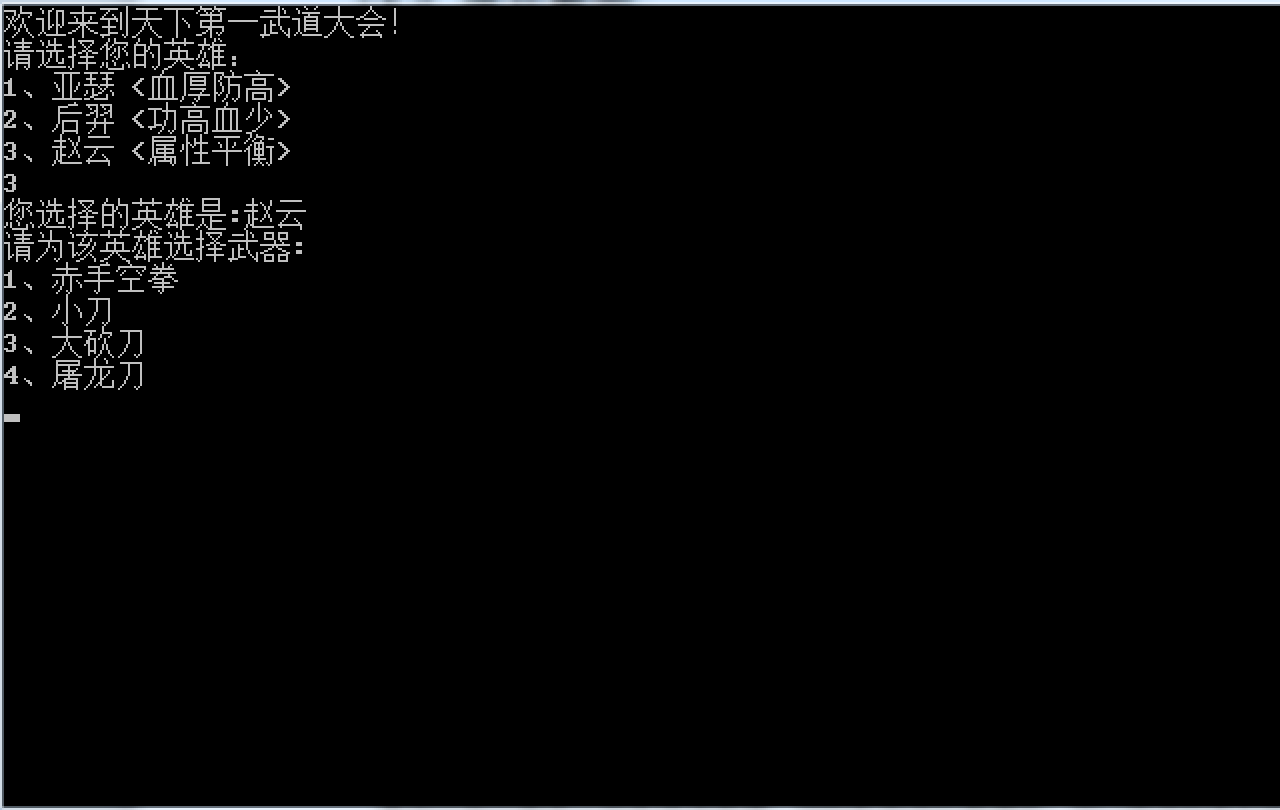 欢迎来到天下第一武道大会!
请选择您的英雄:
1、亚瑟 <血厚防高>
2、后羿 <功高血少>
3、赵云 <属性平衡>
3
您选择的英雄是:赵云
请为该英雄选择武器:
1、赤手空拳
2、小刀
3、大砍刀
4、屠龙刀